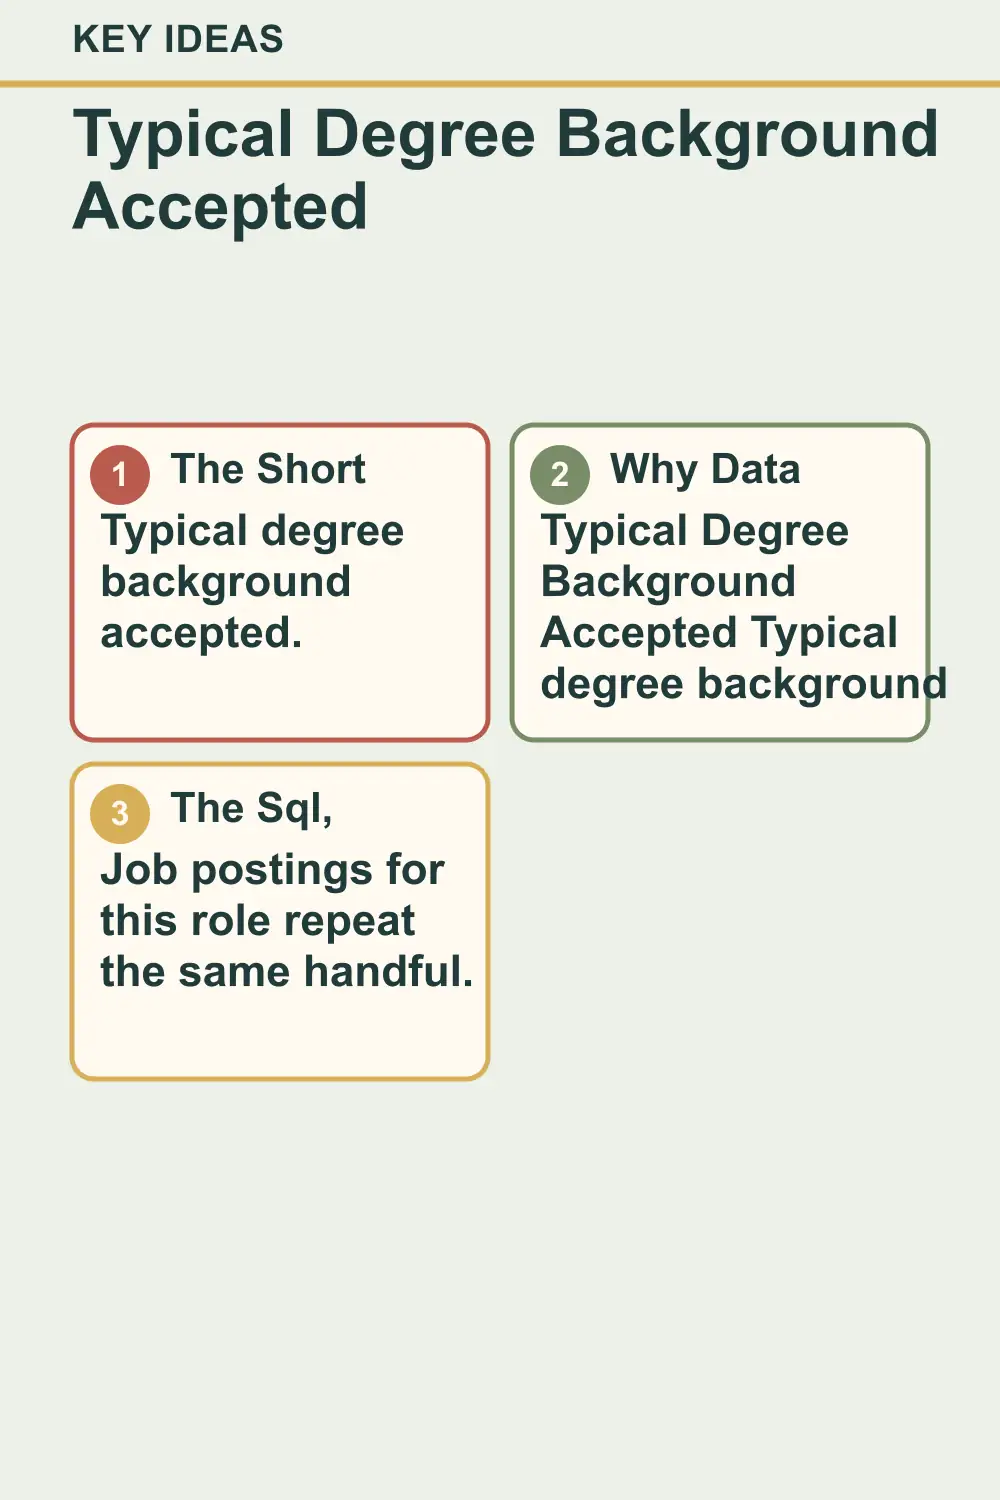 KEY IDEAS
Typical Degree Background
Accepted
1 The Short
Typical degree
background
accepted.
2 Why Data
Typical Degree
Background
Accepted Typical
degree background
3 The Sql,
Job postings for
this role repeat
the same handful.